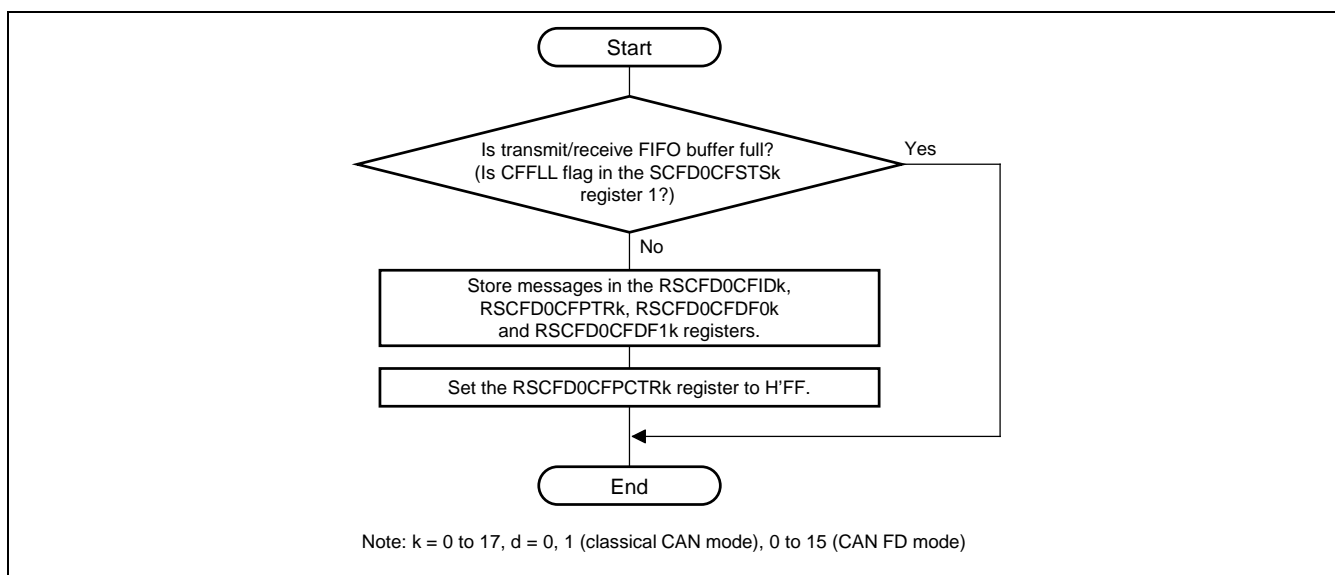 Start
Is transmit/receive FIFO buffer full?
(Is CFFLL flag in the SCFD0CFSTSk
register 1?)
Yes
No
Store messages in the RSCFD0CFIDk,
RSCFD0CFPTRk, RSCFD0CFDF0k
and RSCFD0CFDF1k registers.
Set the RSCFD0CFPCTRk register to H'FF.
End
Note: k = 0 to 17, d = 0, 1 (classical CAN mode), 0 to 15 (CAN FD mode)